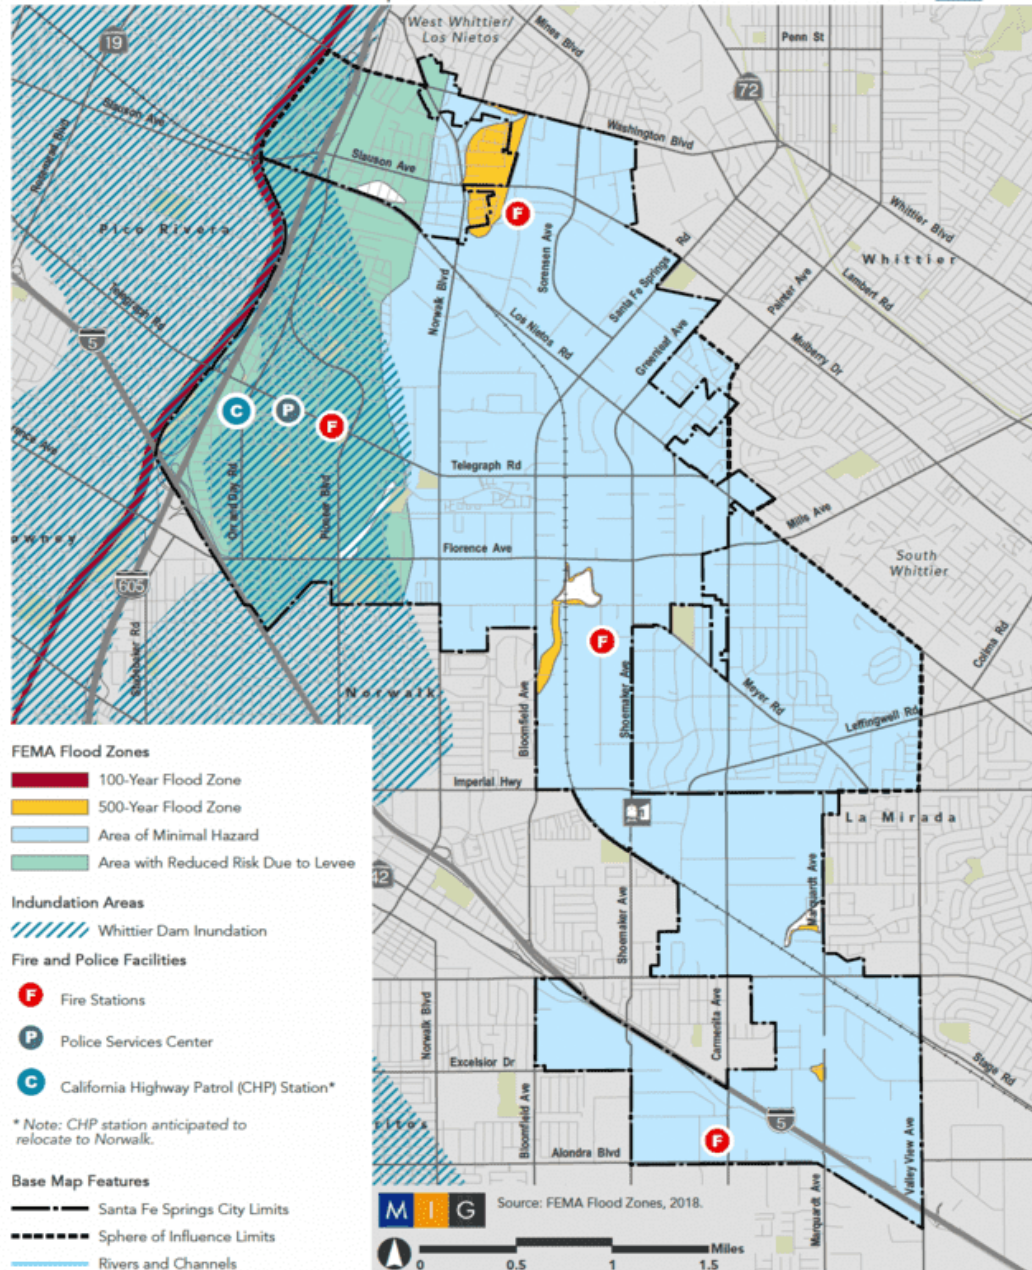 West Whittier/
Los Nietos
Mines Blvd
Penn St
19
72
Slauson Ave
Rosemead Blvd
Slauson Ave
Washington Blvd
Whittier Blvd
Pico Rivera
Whittier
Sorensen Ave
Santa Fe Springs Rd
Painter Ave
Lambert Rd
Norwalk Blvd
Telegraph Rd
Los Nietos Rd
Greenleaf Ave
Mulberry Dr
5
F
C
P
F
Telegraph Rd
Orr and Day Rd
Pioneer Blvd
Mills Ave
Florence Ave
South
Whittier
605
Studebaker Rd
F
Colima Rd
Norwalk
Bloomfield Ave
Shoemaker Ave
Meyer Rd
Leffingwell Rd
Imperial Hwy
La Mirada
42
Marquardt Ave
Shoemaker Ave
Norwalk Blvd
Carmenita Ave
Excelsior Dr
Stage Rd
Bloomfield Ave
5
F
Alondra Blvd
Valley View Ave
Marquardt Ave
FEMA Flood Zones
100-Year Flood Zone
500-Year Flood Zone
Area of Minimal Hazard
Area with Reduced Risk Due to Levee
Indundation Areas
Whittier Dam Inundation
Fire and Police Facilities
F Fire Stations
P Police Services Center
C California Highway Patrol (CHP) Station*
* Note: CHP station anticipated to
relocate to Norwalk.
Base Map Features
Santa Fe Springs City Limits
Sphere of Influence Limits
Rivers and Channels
MIG
Source: FEMA Flood Zones, 2018.
Miles
0 0.5 1 1.5